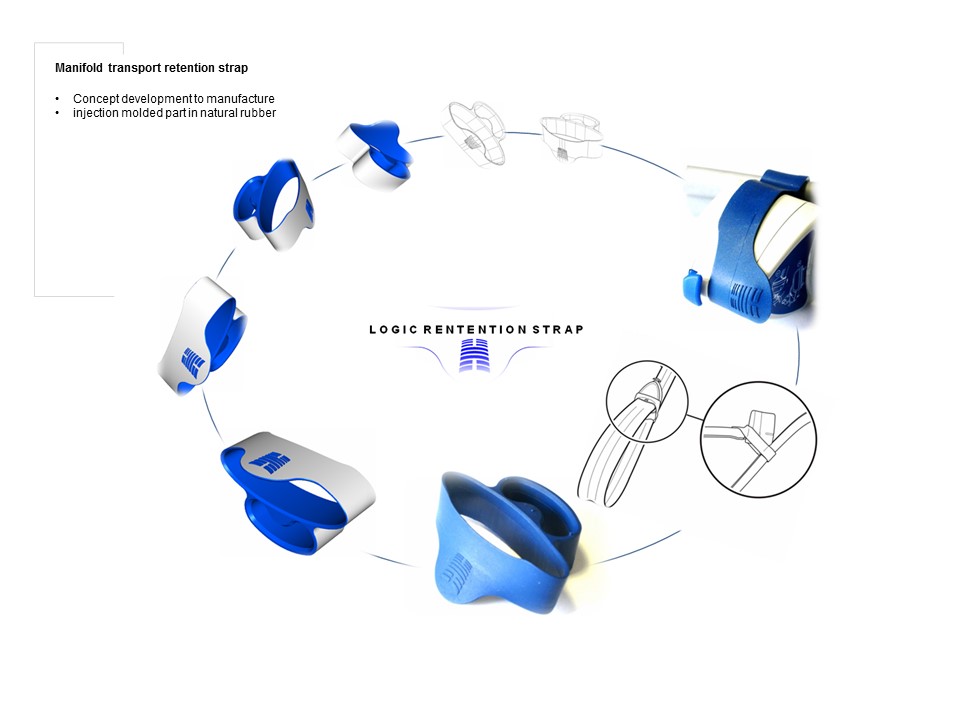 Manifold transport retention strap
• Concept development to manufacture
• injection molded part in natural rubber
LOGIC RENTENTION STRAP